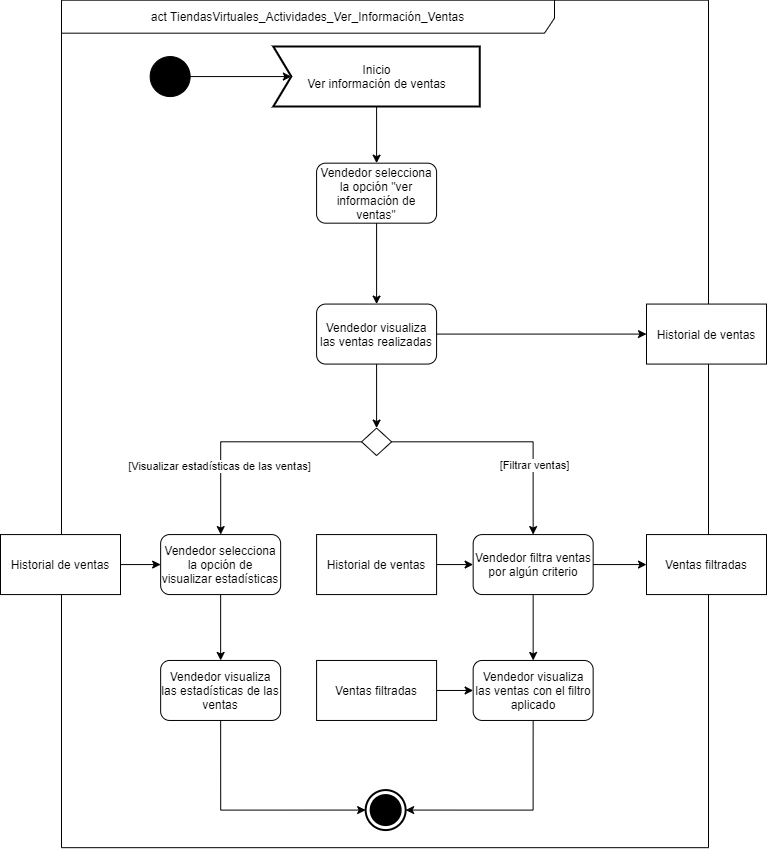 act TiendasVirtuales_Actividades_Ver_Información_Ventas
Inicio
Ver información de ventas
Vendedor selecciona
la opción "ver
información de
ventas"
Vendedor visualiza
las ventas realizadas
Historial de ventas
[Visualizar estadísticas de las ventas]
[Filtrar ventas]
Historial de ventas
Vendedor selecciona
la opción de
visualizar estadísticas
Historial de ventas
Vendedor filtra ventas
por algún criterio
Ventas filtradas
Vendedor visualiza
las estadísticas de las
ventas
Ventas filtradas
Vendedor visualiza
las ventas con el filtro
aplicado